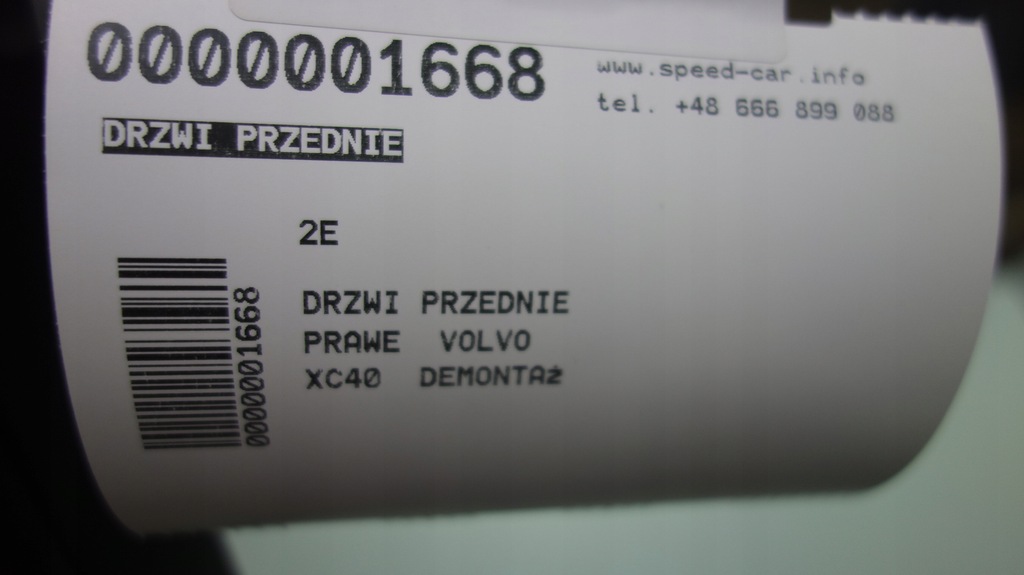 0000001668
www.speed-car.info
tel. +48 666 899 088
DRZWI PRZEDNIE
2E
0000001668
DRZWI PRZEDNIE
PRAWE VOLVO
XC40 DEMONTAż